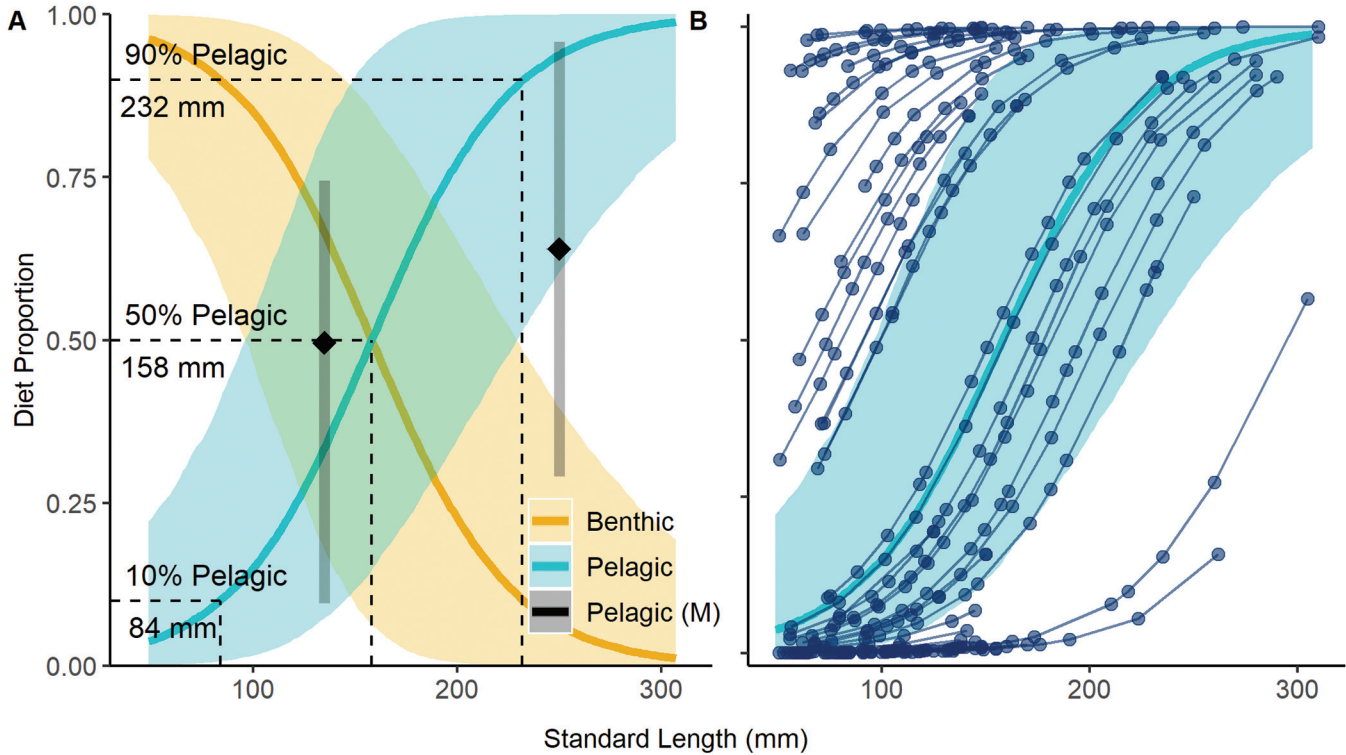 A
B
1.00
0.75
0.50
0.25
0.00
Diet Proportion
90% Pelagic
232 mm
50% Pelagic
158 mm
10% Pelagic
84 mm
Benthic
Pelagic
Pelagic (M)
100
200
300
100
200
300
Standard Length (mm)